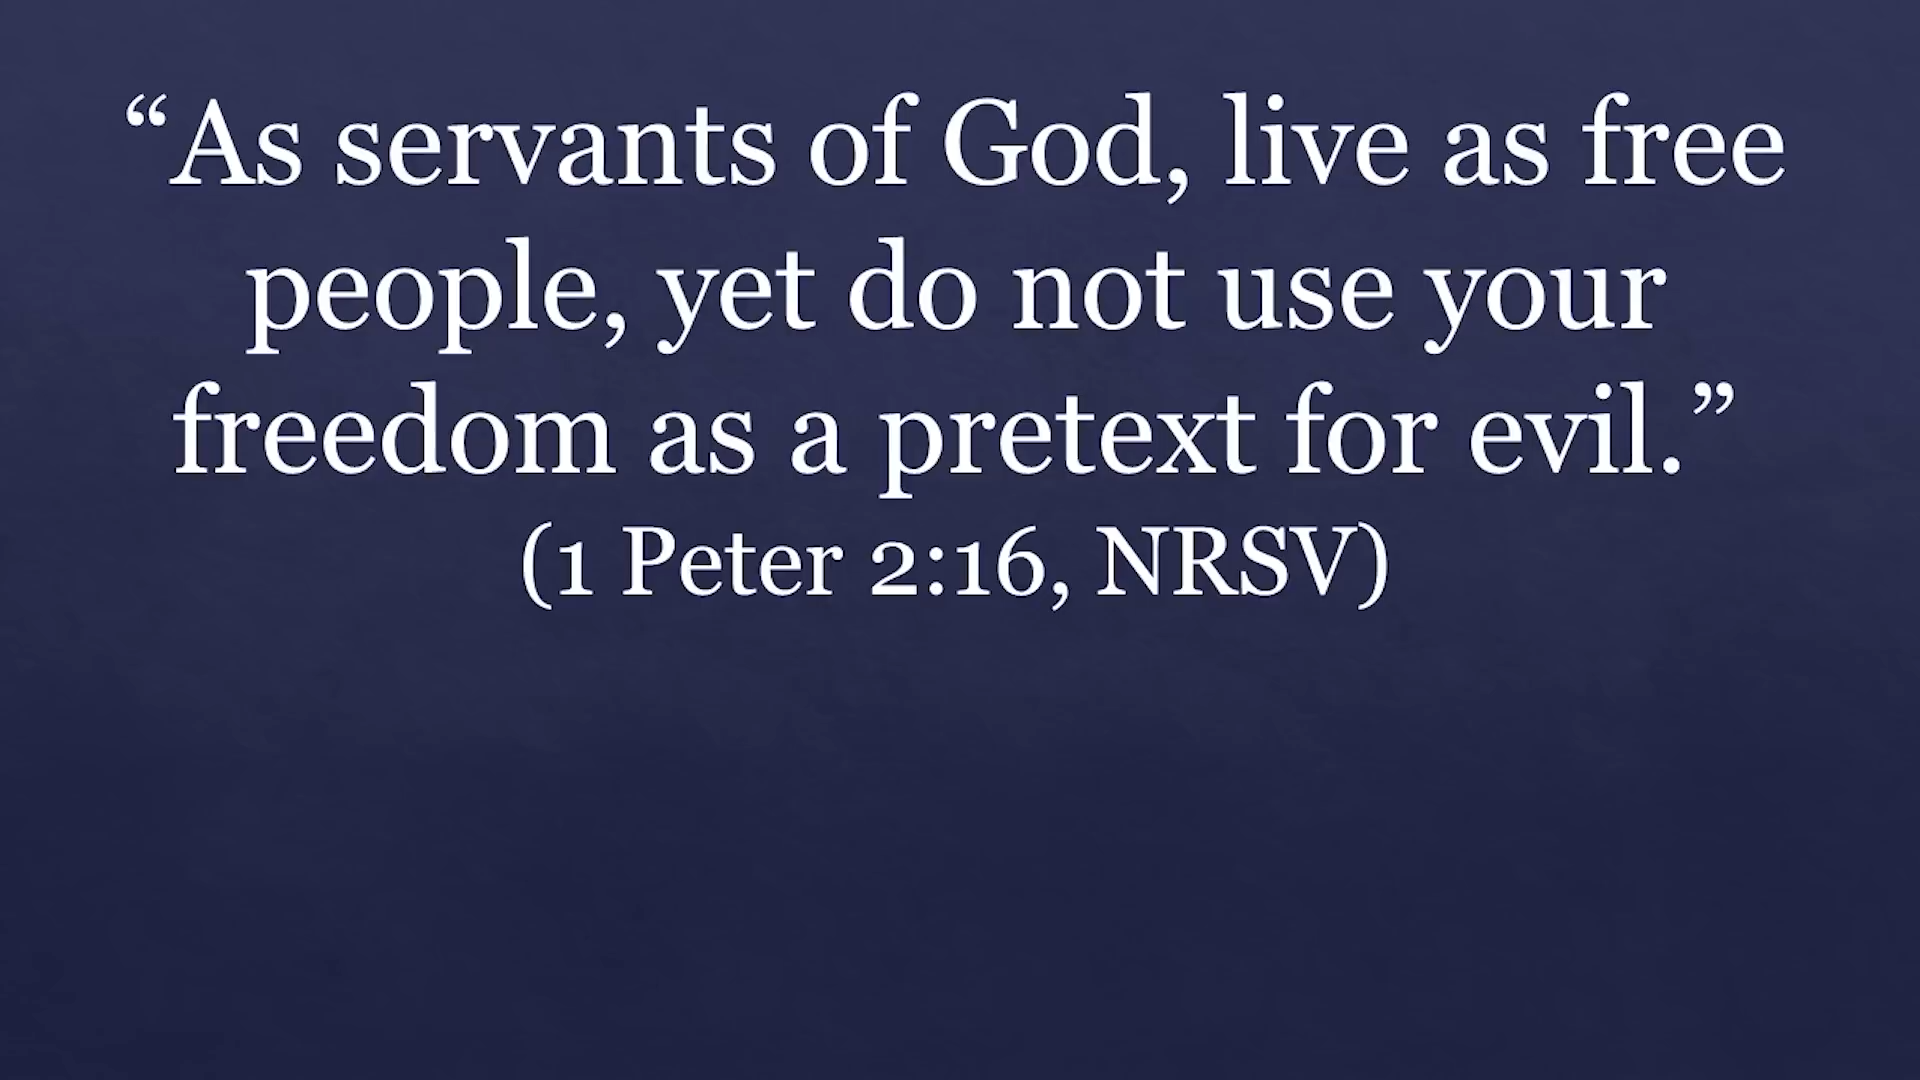 “As servants of God, live as free
people, yet do not use your
freedom as a pretext for evil.”
(1 Peter 2:16, NRSV)